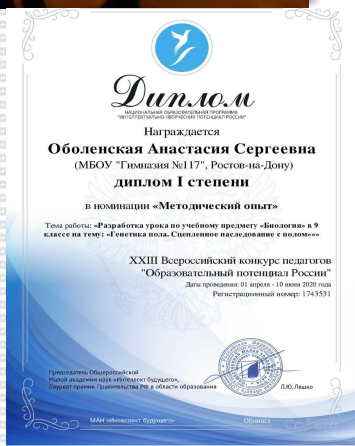 Диплом
НАЦИОНАЛЬНАЯ ОБРАЗОВАТЕЛЬНАЯ ПРОГРАММА
"ИНТЕЛЛЕКТУАЛЬНО-ТВОРЧЕСКИЙ ПОТЕНЦИАЛ РОССИИ"
Награждается
Оболенская Анастасия Сергеевна
(МБОУ "Гимназия №117", Ростов-на-Дону)
диплом I степени
в номинации «Методический опыт»
Тема работы: «Разработка урока по учебному предмету «Биология» в 9
классе на тему: «Генетика пола. Сцепленное наследование с полом»»»
XXIII Всероссийский конкурс педагогов
"Образовательный потенциал России"
Даты проведения: 01 апреля - 10 июня 2020 года
Регистрационный номер: 1743531
Председатель Общероссийской
Малой академии наук «Интеллект будущего»,
Лауреат премии Правительства РФ в области образования
Л.Ю. Ляшко
МАН «Интеллект будущего»
Обнинск